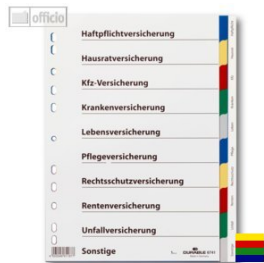 officio
Haftpflichtversicherung
Hausratversicherung
Kfz-Versicherung
Krankenversicherung
Lebensversicherung
Pflegeversicherung
Rechtsschutzversicherung
Rentenversicherung
Unfallversicherung
Sonstige
DURABLE